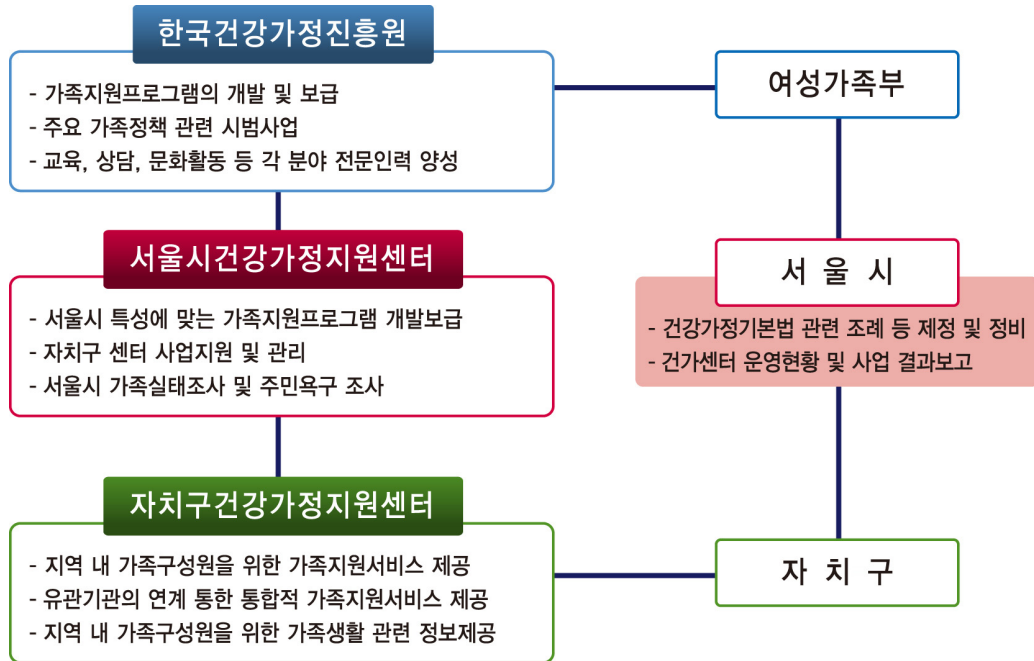 한국건강가정진흥원
- 가족지원프로그램의 개발 및 보급
- 주요 가족정책 관련 시범사업
- 교육, 상담, 문화활동 등 각 분야 전문인력 양성
여성가족부
서울시건강가정지원센터
- 서울시 특성에 맞는 가족지원프로그램 개발보급
- 자치구 센터 사업지원 및 관리
- 서울시 가족실태조사 및 주민욕구 조사
서 울 시
- 건강가정기본법 관련 조례 등 제정 및 정비
- 건가센터 운영현황 및 사업 결과보고
자치구건강가정지원센터
- 지역 내 가족구성원을 위한 가족지원서비스 제공
- 유관기관의 연계 통한 통합적 가족지원서비스 제공
- 지역 내 가족구성원을 위한 가족생활 관련 정보제공
자 치 구